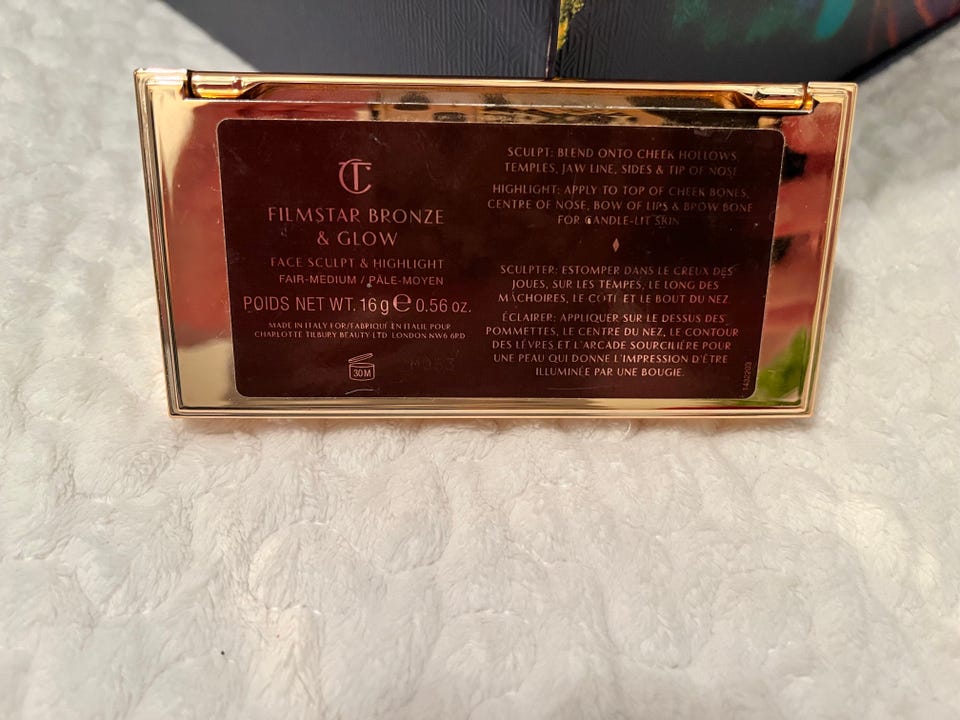 CT
FILMSTAR BRONZE
& GLOW
FACE SCULPT & HIGHLIGHT
FAIR-MEDIUM / PÂLE-MOYEN
POIDS NET WT. 16 g ℮ 0.56 oz.
MADE IN ITALY FOR/FABRIQUÉ EN ITALIE POUR
CHARLOTTE TILBURY BEAUTY LTD. LONDON NW6 6RD
30M
SCULPT: BLEND ONTO CHEEK HOLLOWS,
TEMPLES, JAW LINE, SIDES & TIP OF NOSE
HIGHLIGHT: APPLY TO TOP OF CHEEK BONES,
CENTRE OF NOSE, BOW OF LIPS & BROW BONE
FOR CANDLE-LIT SKIN
SCULPTER: ESTOMPER DANS LE CREUX DES
JOUES, SUR LES TEMPES, LE LONG DES
MÂCHOIRES, LE CÔTÉ ET LE BOUT DU NEZ
ÉCLAIRER: APPLIQUER SUR LE DESSUS DES
POMMETTES, LE CENTRE DU NEZ, LE CONTOUR
DES LÈVRES ET L'ARCADE SOURCILIÈRE POUR
UNE PEAU QUI DONNE L'IMPRESSION D'ÊTRE
ILLUMINÉE PAR UNE BOUGIE.